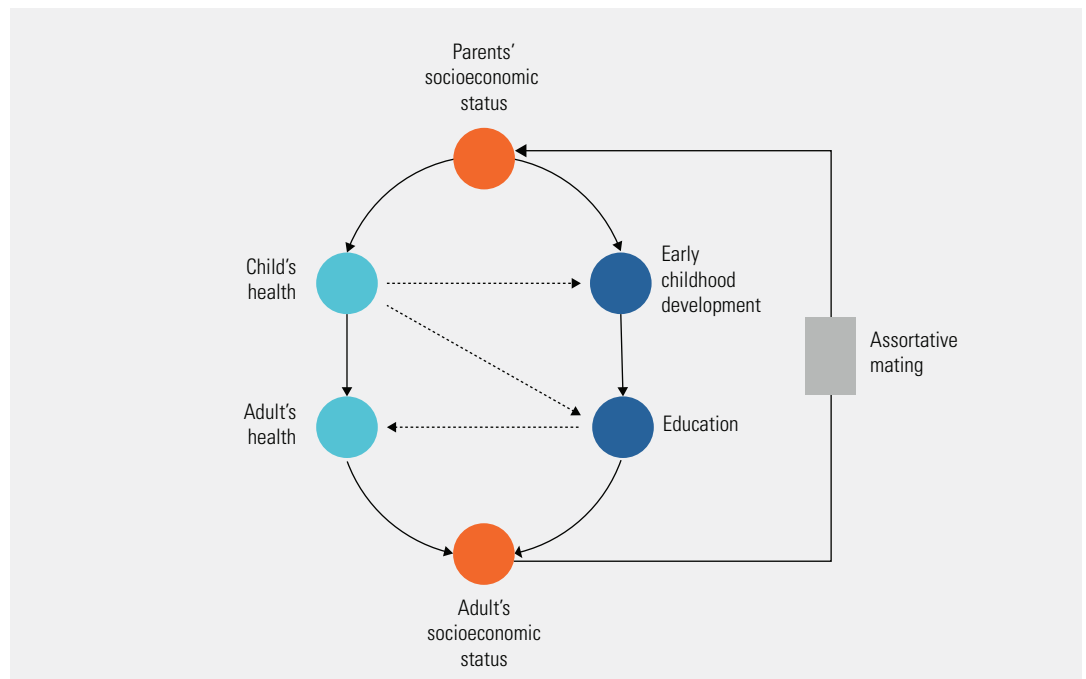 Parents'
socioeconomic
status
Child's
health
Early
childhood
development
Assortative
mating
Adult's
health
Education
Adult's
socioeconomic
status